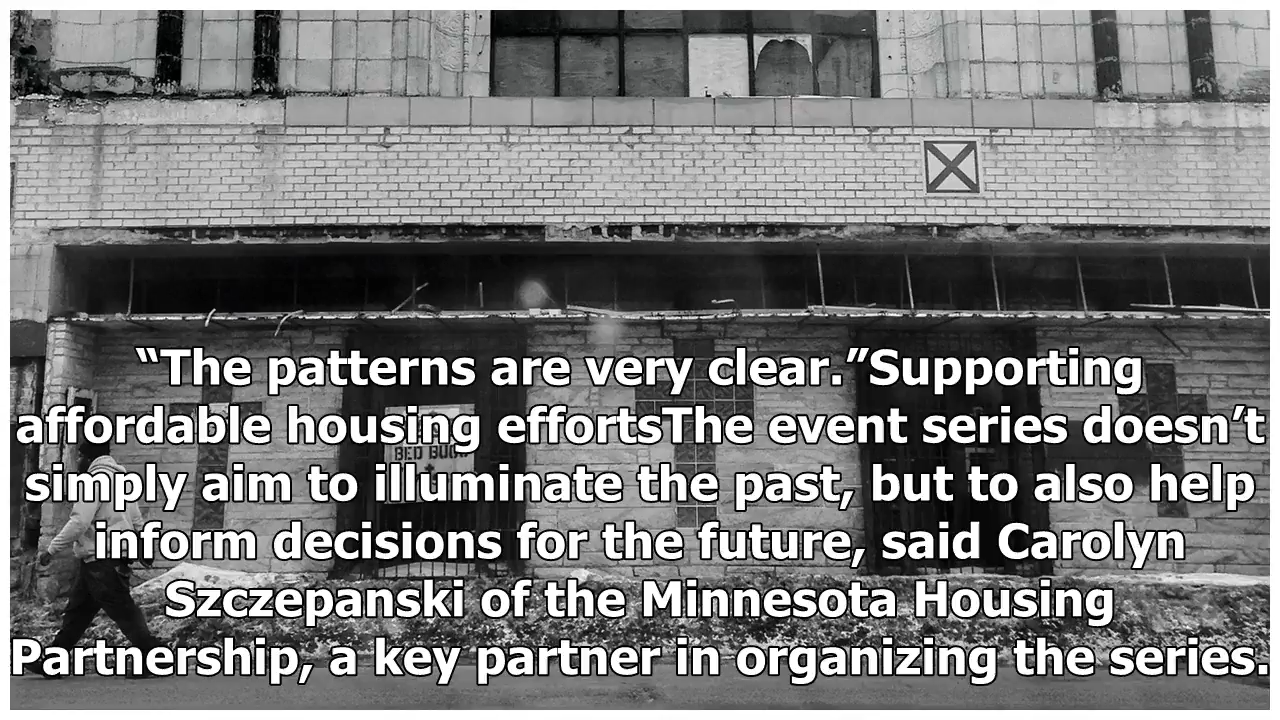 “The patterns are very clear.”Supporting
affordable housing effortsThe event series doesn’t
simply aim to illuminate the past, but to also help
inform decisions for the future, said Carolyn
Szczepanski of the Minnesota Housing
Partnership, a key partner in organizing the series.
BED BUG